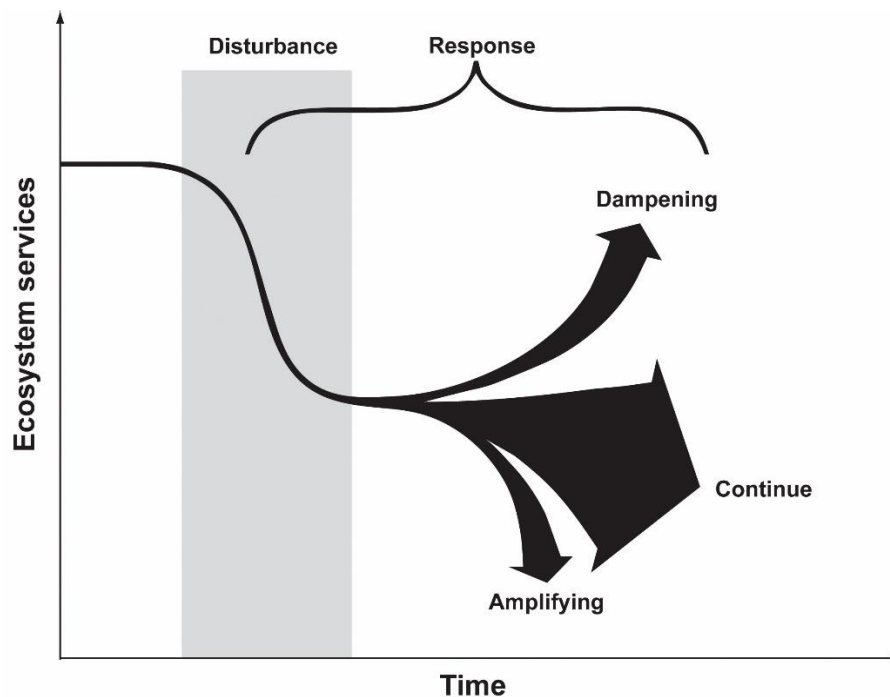 Disturbance
Response
Dampening
Ecosystem services
Continue
Amplifying
Time